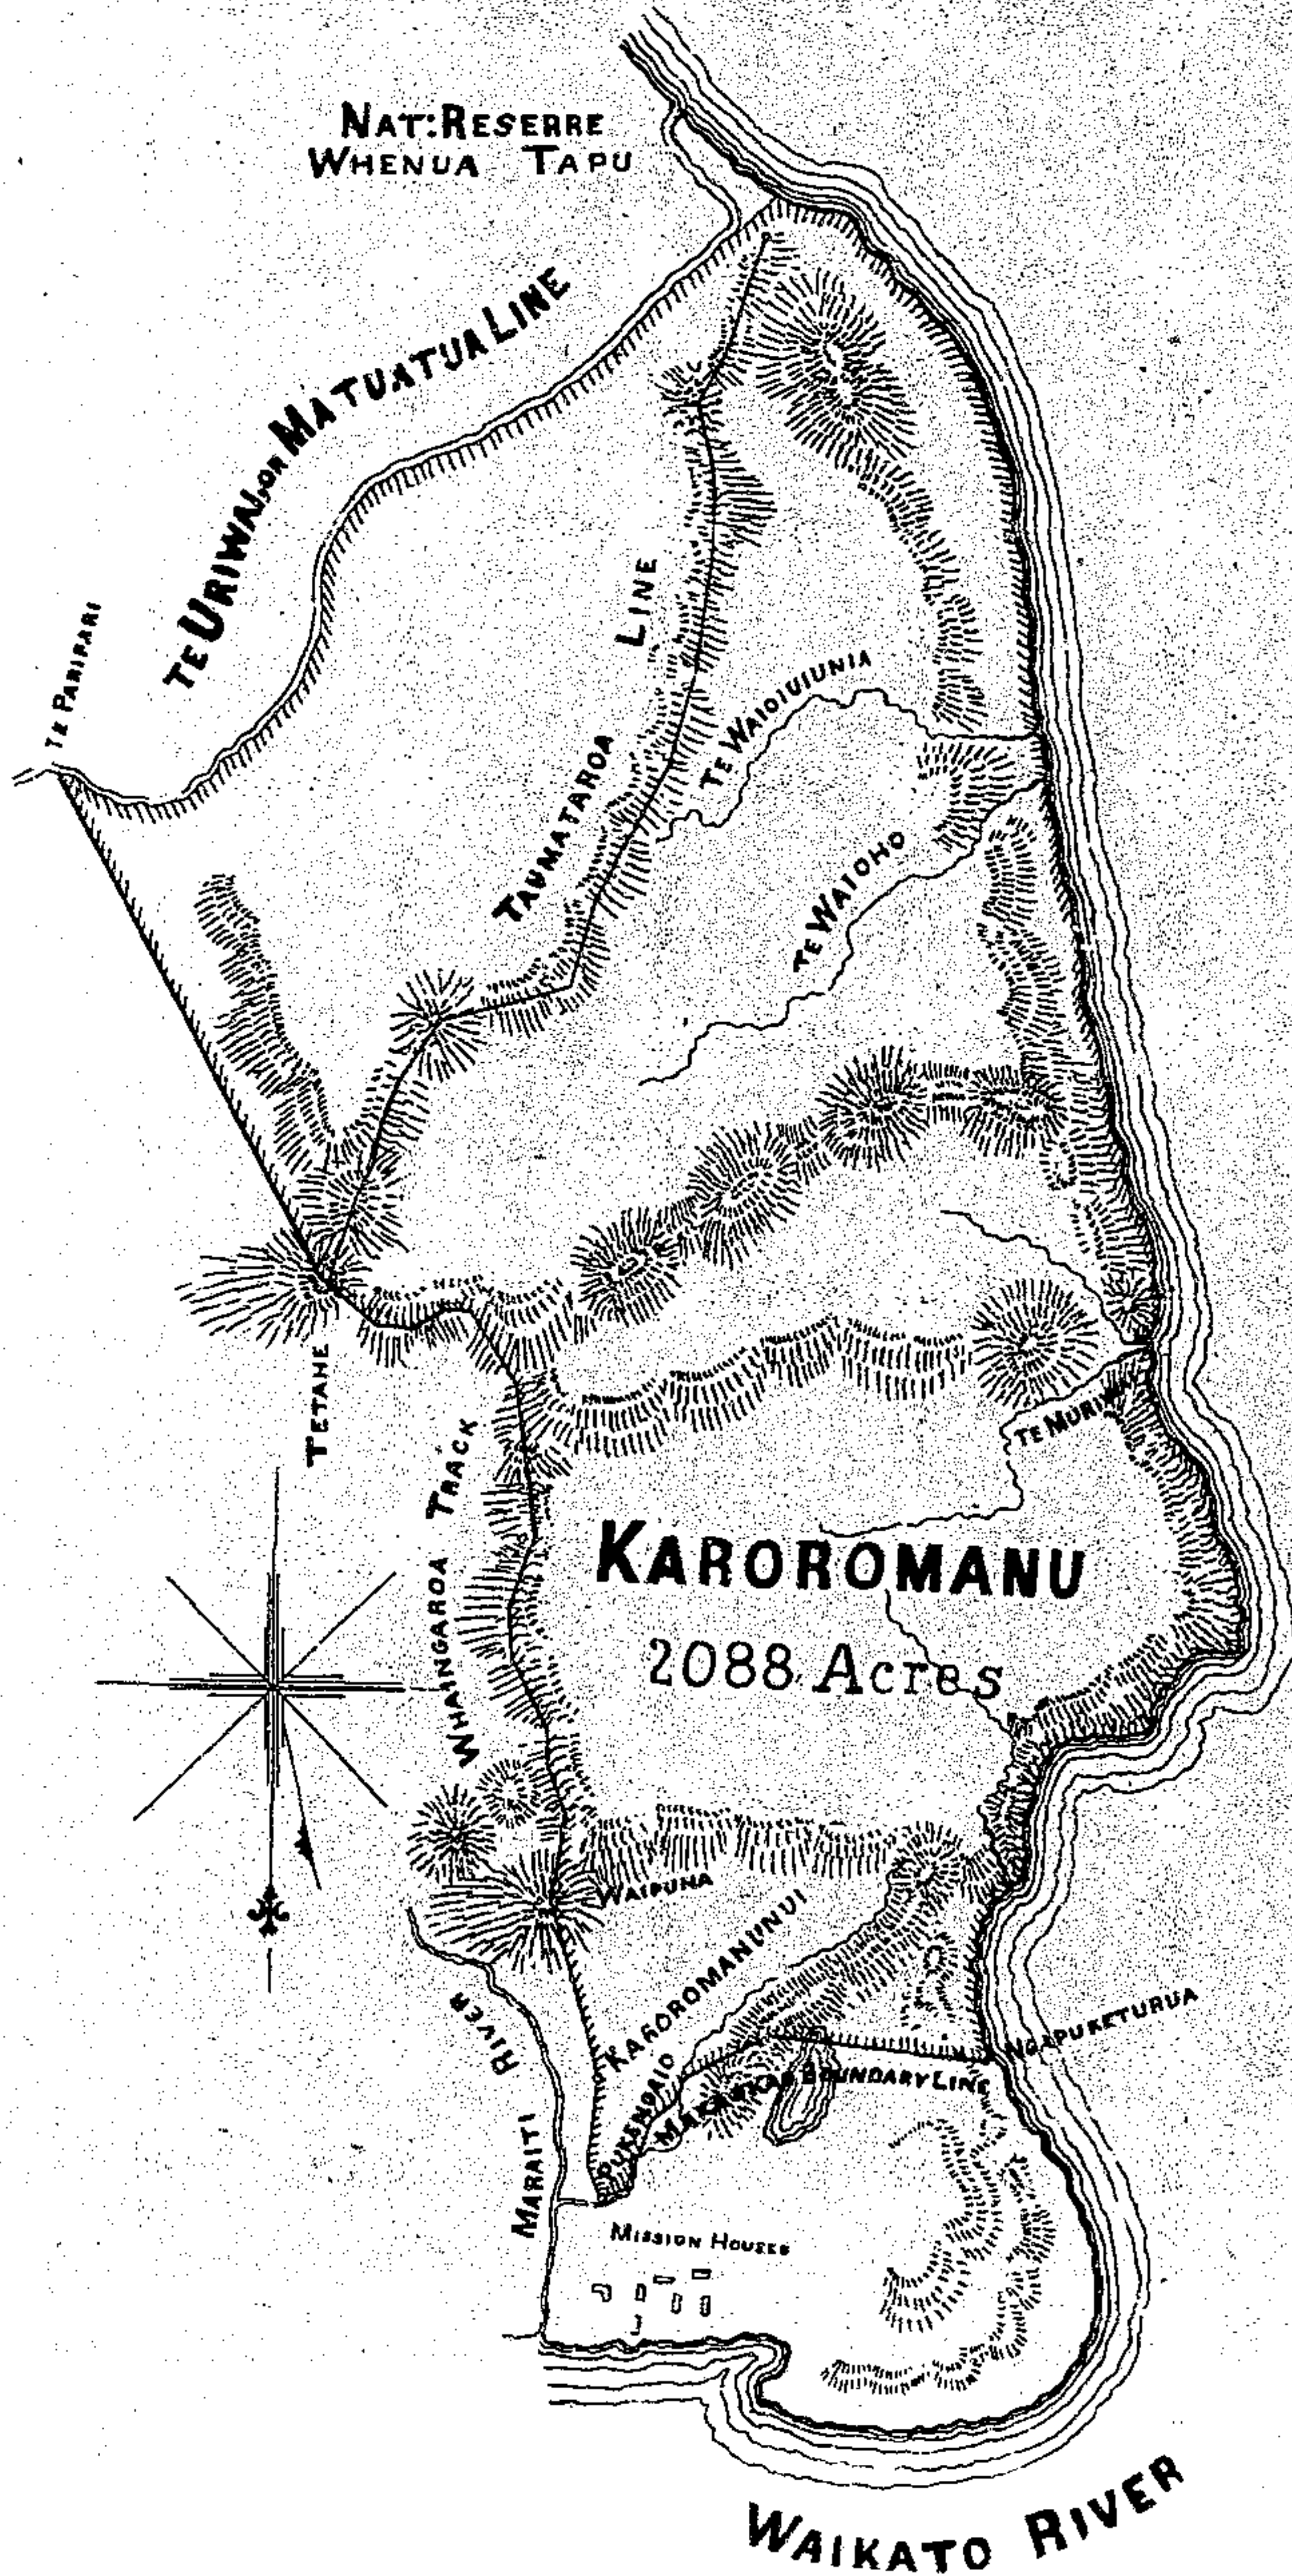 NAT: RESERRE
WHENUA TAPU
TE URIWAI, OR MATUATUA LINE
TE PARIPARI
TAUMATAROA LINE
TE WAIOIUIUNIA
TE WAIOHO
TETAHE
TE MURI
WHAINGAROA TRACK
KAROROMANU
2088 Acres
WAIPUNA
KAROROMANUNUI
MARAITI RIVER
NGAPUKETURUA
BOUNDARY LINE
MISSION HOUSES
WAIKATO RIVER